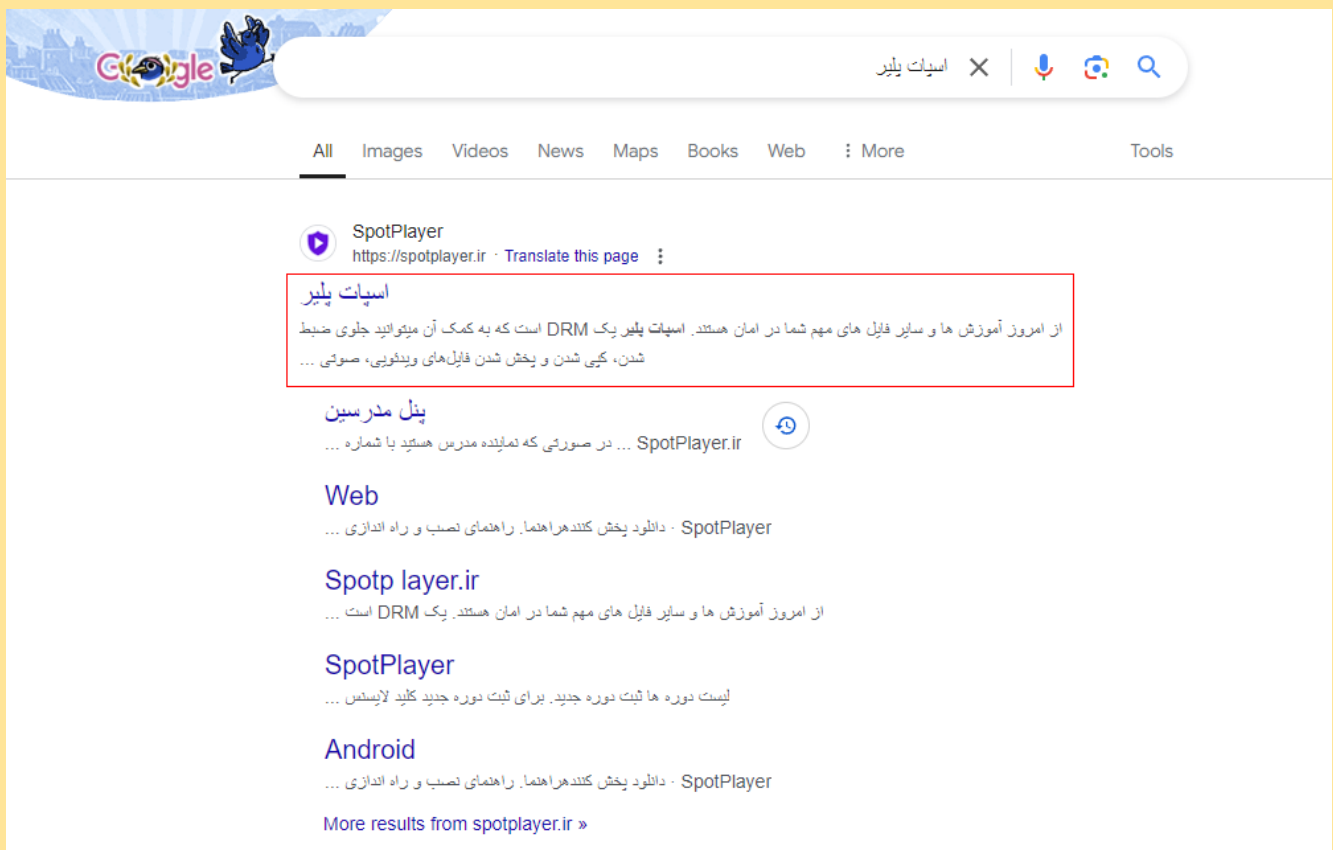 Google
اسپات پلیر
All Images Videos News Maps Books Web More Tools
SpotPlayer
https://spotplayer.ir · Translate this page
اسپات پلیر
از امروز آموزش ها و سایر فایل های مهم شما در امان هستند. اسپات پلیر یک DRM است که به کمک آن میتوانید جلوی ضبط
شدن، کپی شدن و پخش شدن فایل‌های ویدئویی، صوتی ...
پنل مدرسین
SpotPlayer.ir ... در صورتی که نماینده مدرس هستید با شماره ...
Web
SpotPlayer · دانلود پخش کنندهراهنما. راهنمای نصب و راه اندازی ...
Spotp layer.ir
از امروز آموزش ها و سایر فایل های مهم شما در امان هستند. یک DRM است ...
SpotPlayer
لیست دوره ها ثبت دوره جدید. برای ثبت دوره جدید کلید لایسنس ...
Android
SpotPlayer · دانلود پخش کنندهراهنما. راهنمای نصب و راه اندازی ...
More results from spotplayer.ir »